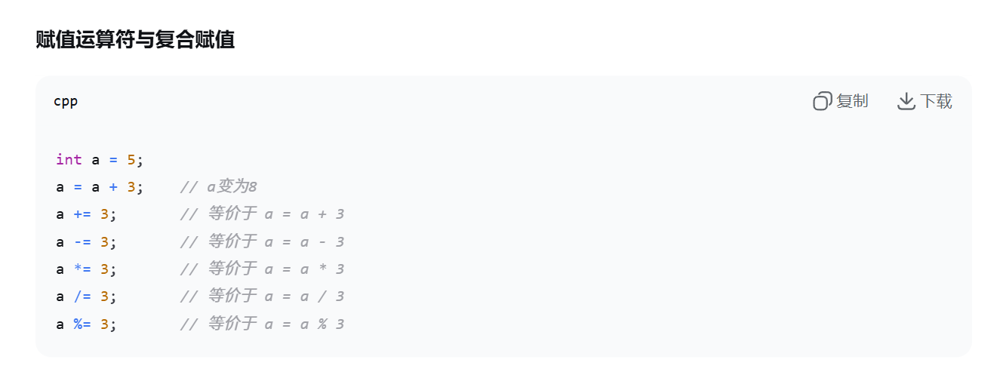 赋值运算符与复合赋值
cpp 复制 下载
int a = 5;
a = a + 3;    // a变为8
a += 3;       // 等价于 a = a + 3
a -= 3;       // 等价于 a = a - 3
a *= 3;       // 等价于 a = a * 3
a /= 3;       // 等价于 a = a / 3
a %= 3;       // 等价于 a = a % 3